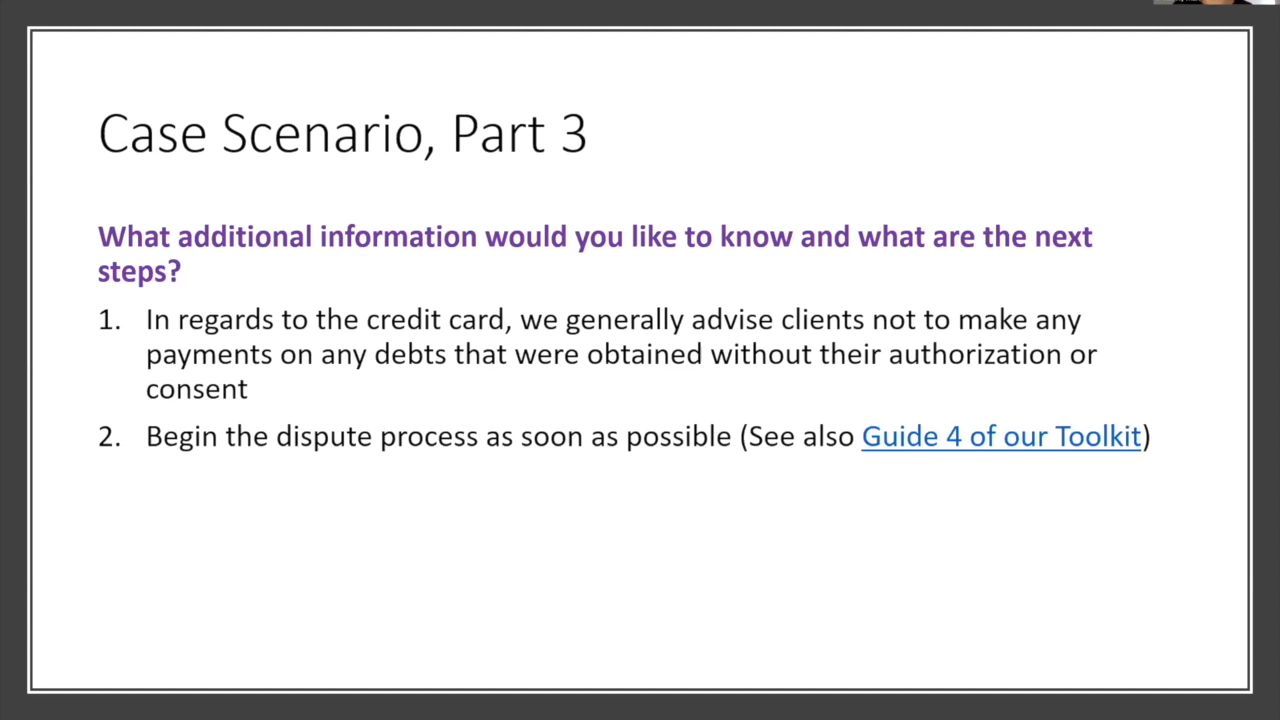 Case Scenario, Part 3
What additional information would you like to know and what are the next
steps?
1. In regards to the credit card, we generally advise clients not to make any
payments on any debts that were obtained without their authorization or
consent
2. Begin the dispute process as soon as possible (See also Guide 4 of our Toolkit)